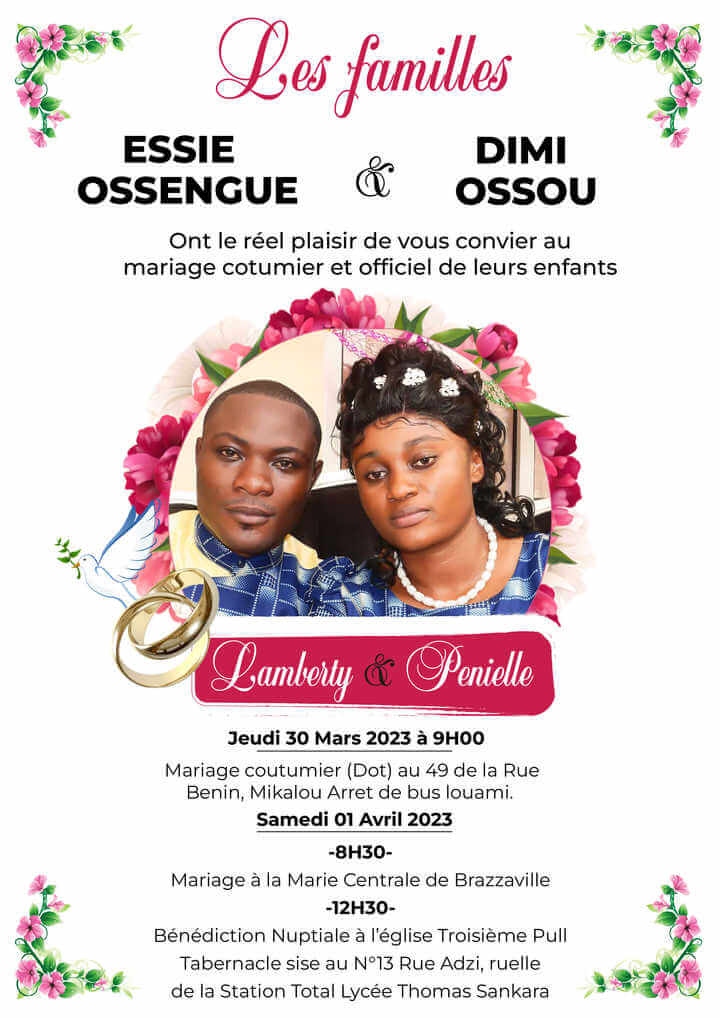 Les familles
ESSIE OSSENGUE & DIMI OSSOU
Ont le réel plaisir de vous convier au
mariage cotumier et officiel de leurs enfants
Lamberty & Penielle
Jeudi 30 Mars 2023 à 9H00
Mariage coutumier (Dot) au 49 de la Rue
Benin, Mikalou Arret de bus louami.
Samedi 01 Avril 2023
-8H30-
Mariage à la Marie Centrale de Brazzaville
-12H30-
Bénédiction Nuptiale à l’église Troisième Pull
Tabernacle sise au N°13 Rue Adzi, ruelle
de la Station Total Lycée Thomas Sankara